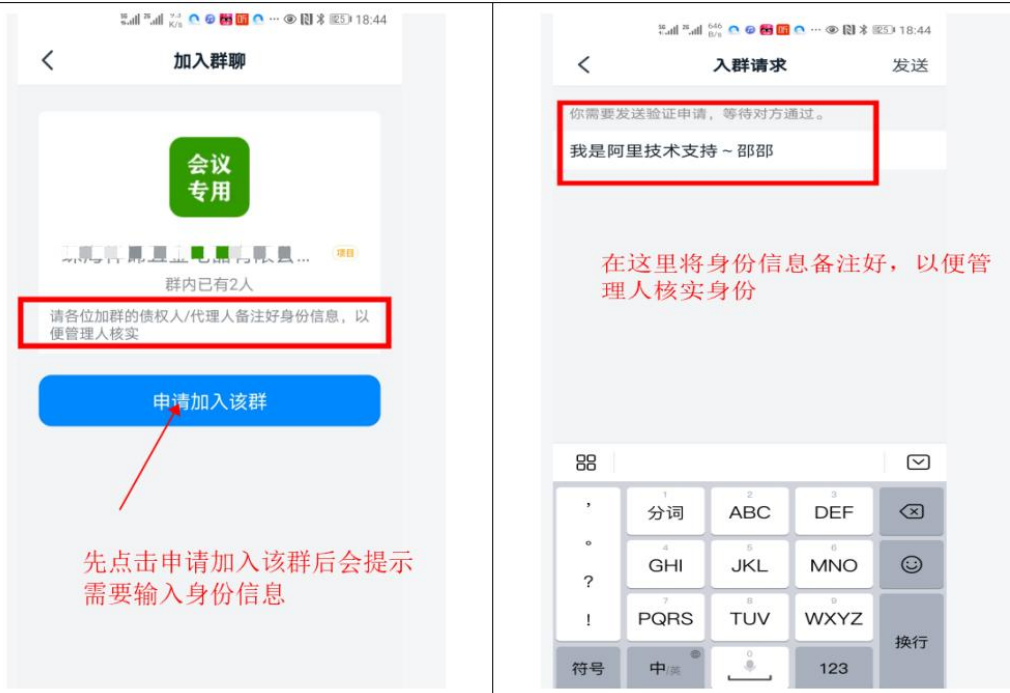 18:44
加入群聊
会议
专用
项目
群内已有2人
请各位加群的债权人/代理人备注好身份信息，以
便管理人核实
申请加入该群
先点击申请加入该群后会提示
需要输入身份信息
646
B/s
18:44
入群请求
发送
你需要发送验证申请，等待对方通过。
我是阿里技术支持~邵邵
在这里将身份信息备注好，以便管
理人核实身份
， 分词 ABC DEF
。 GHI JKL MNO
？
！ PQRS TUV WXYZ
换行
符号 中/英 123